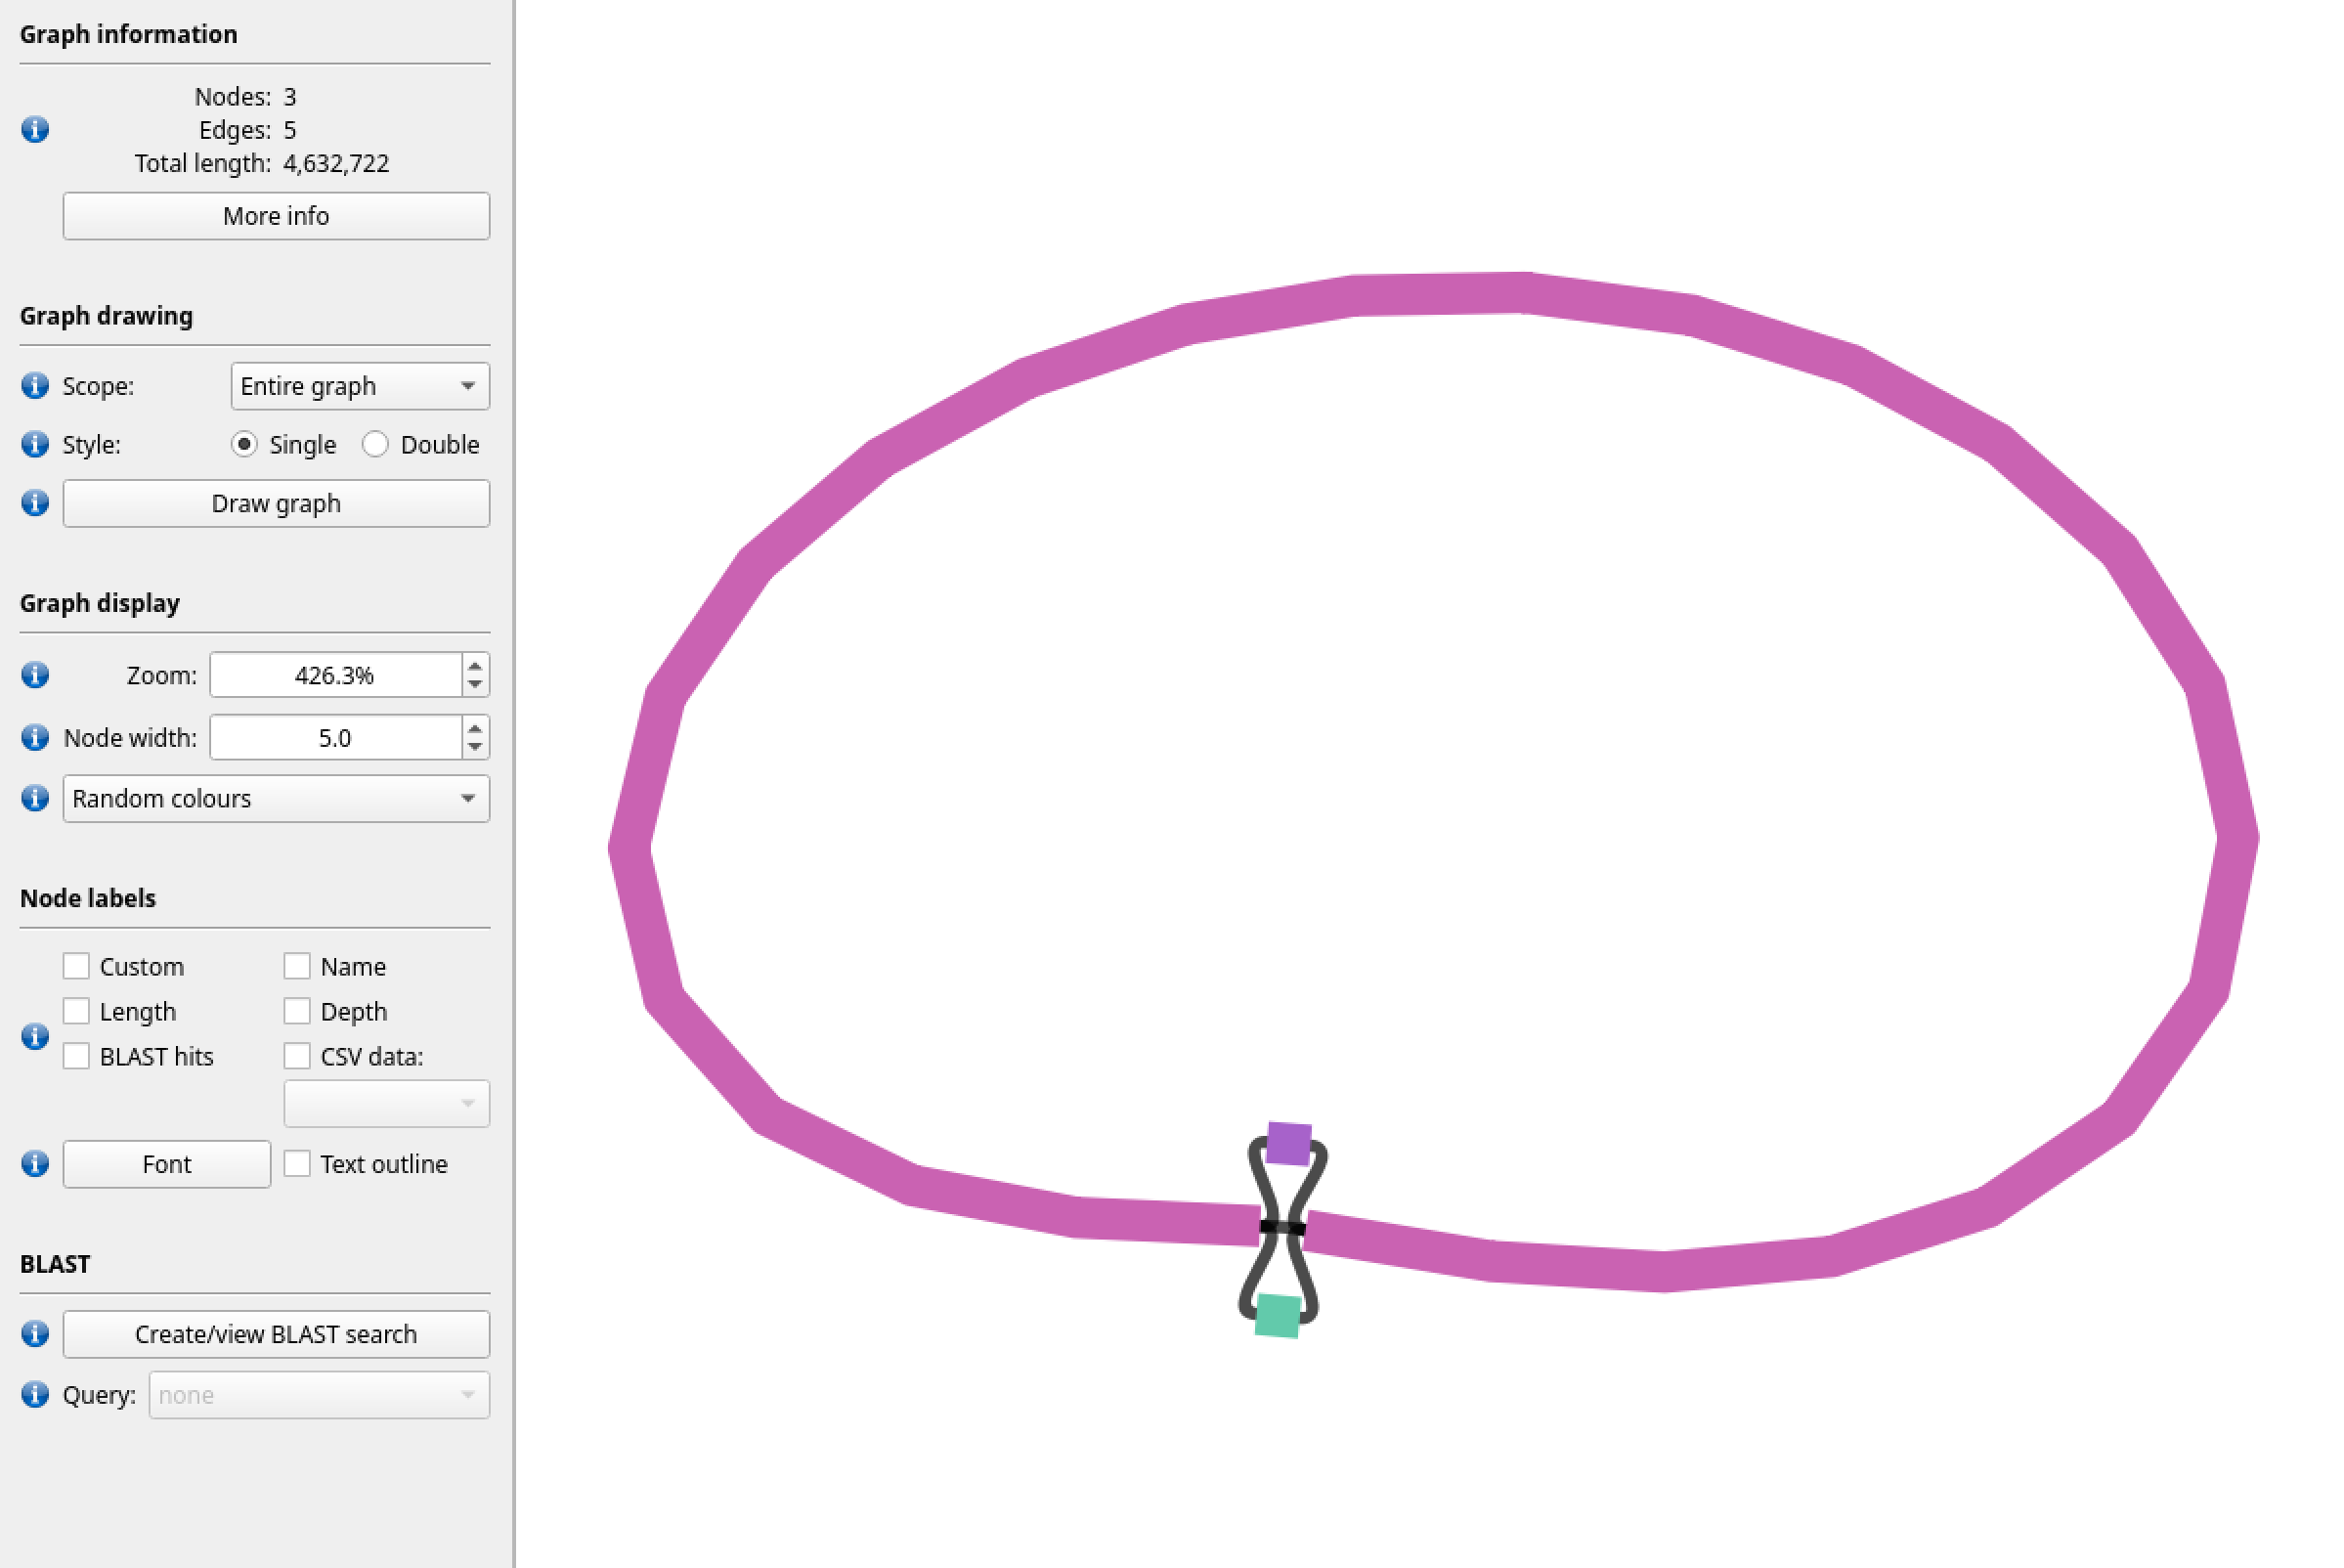 Graph information
Nodes: 3
Edges: 5
Total length: 4,632,722
More info
Graph drawing
Scope: Entire graph
Style: Single Double
Draw graph
Graph display
Zoom: 426.3%
Node width: 5.0
Random colours
Node labels
Custom Name
Length Depth
BLAST hits CSV data:
Font Text outline
BLAST
Create/view BLAST search
Query: none